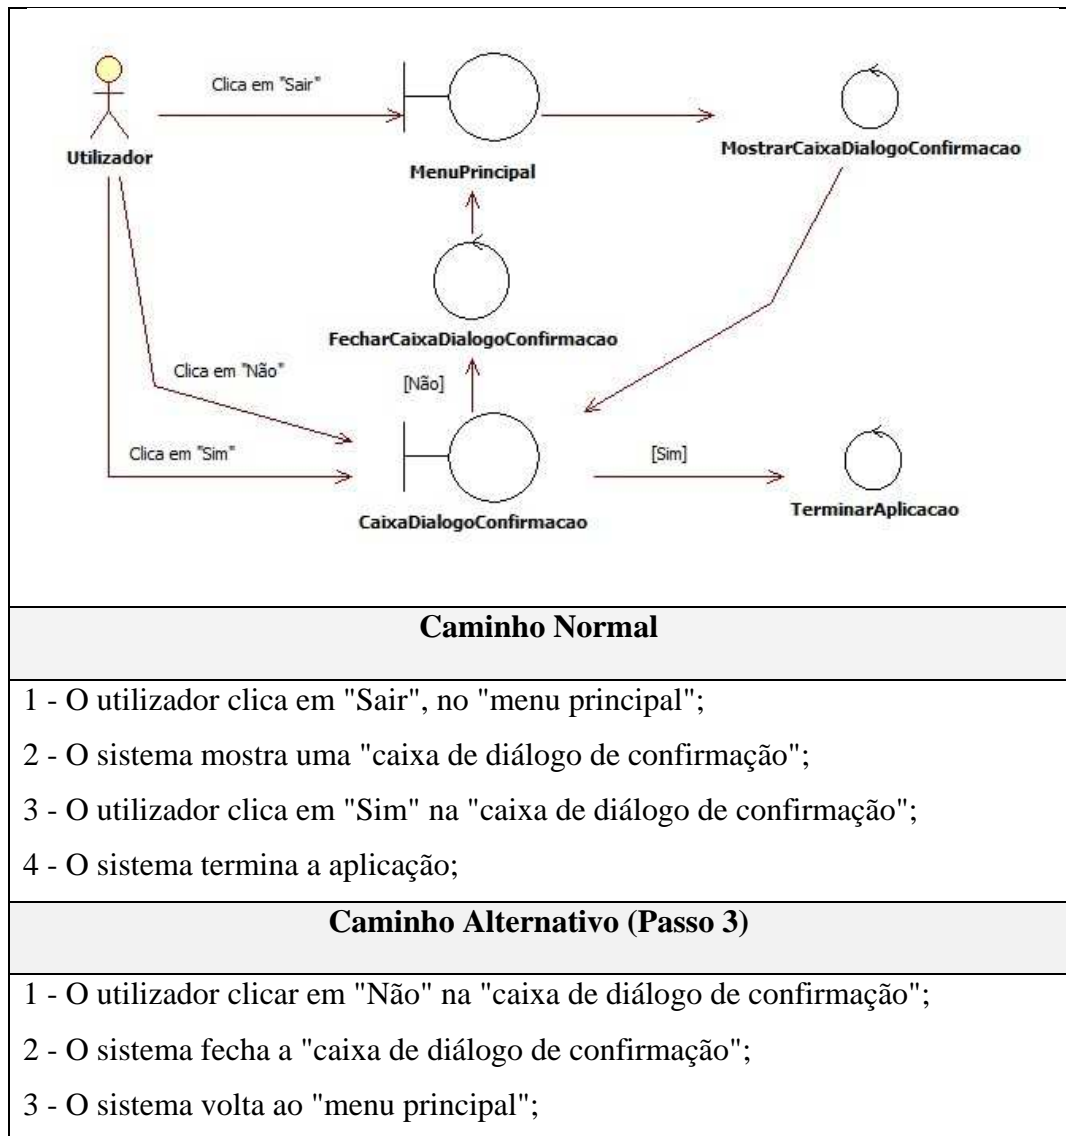 Clica em "Sair"
Utilizador
MenuPrincipal
MostrarCaixaDialogoConfirmacao
FecharCaixaDialogoConfirmacao
Clica em "Não"
[Não]
Clica em "Sim"
[Sim]
CaixaDialogoConfirmacao
TerminarAplicacao
Caminho Normal
1 - O utilizador clica em "Sair", no "menu principal";
2 - O sistema mostra uma "caixa de diálogo de confirmação";
3 - O utilizador clica em "Sim" na "caixa de diálogo de confirmação";
4 - O sistema termina a aplicação;
Caminho Alternativo (Passo 3)
1 - O utilizador clicar em "Não" na "caixa de diálogo de confirmação";
2 - O sistema fecha a "caixa de diálogo de confirmação";
3 - O sistema volta ao "menu principal";